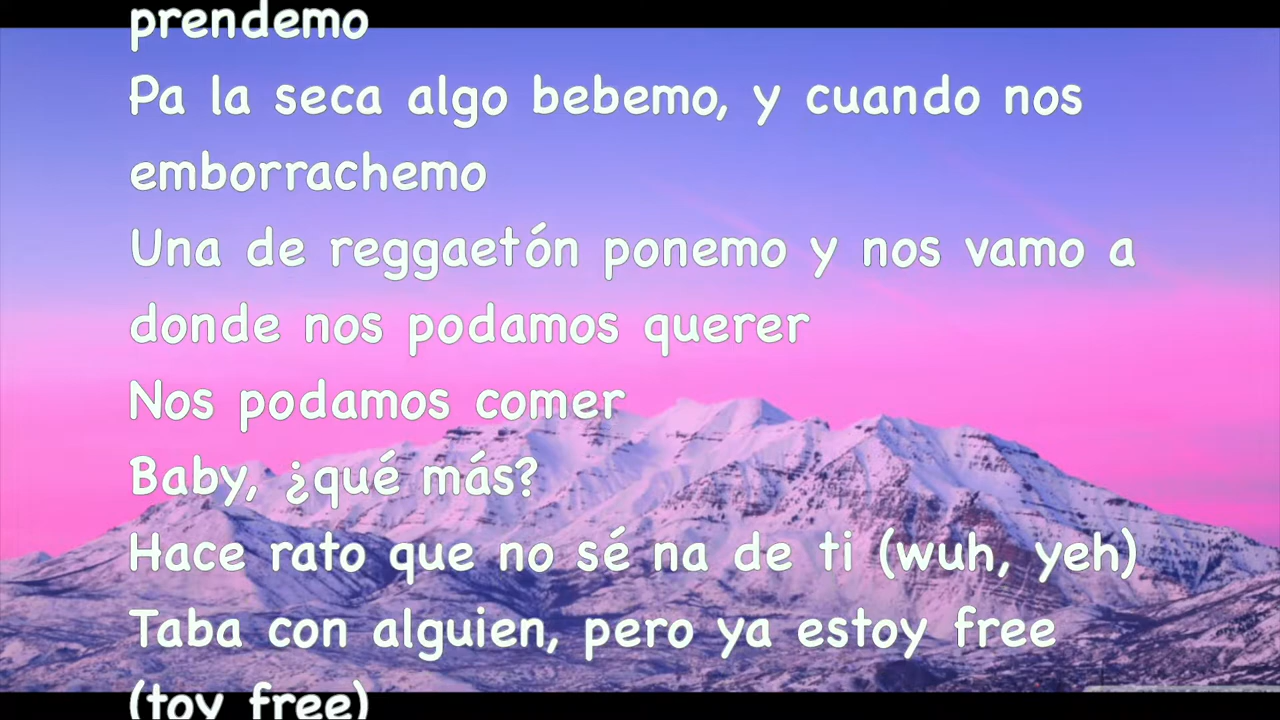 prendemo
Pa la seca algo bebemo, y cuando nos
emborrachemo
Una de reggaetón ponemo y nos vamo a
donde nos podamos querer
Nos podamos comer
Baby, ¿qué más?
Hace rato que no sé na de ti (wuh, yeh)
Taba con alguien, pero ya estoy free
(toy free)